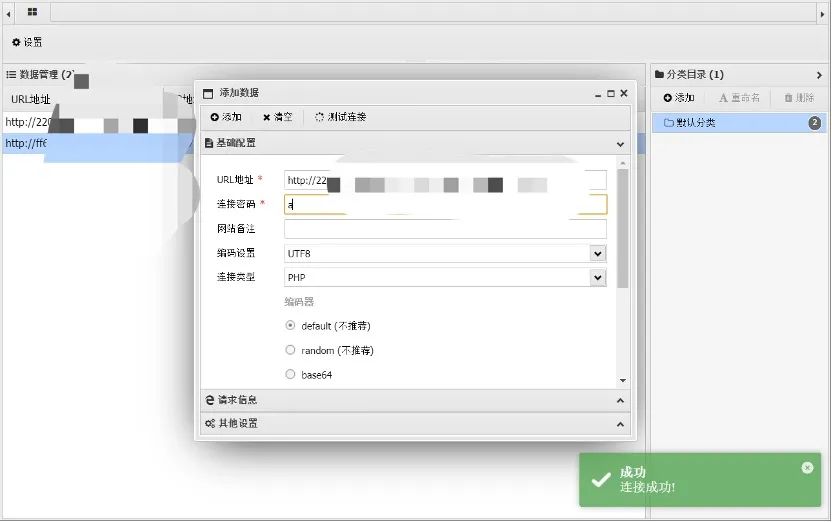 设置
数据管理 (2)
URL地址
http://220
http://ff6
分类目录 (1)
添加
重命名
删除
默认分类
2
添加数据
添加
清空
测试连接
基础配置
URL地址 *
http://22
连接密码 *
a
网站备注
编码设置
UTF8
连接类型
PHP
编码器
default (不推荐)
random (不推荐)
base64
请求信息
其他设置
成功
连接成功!